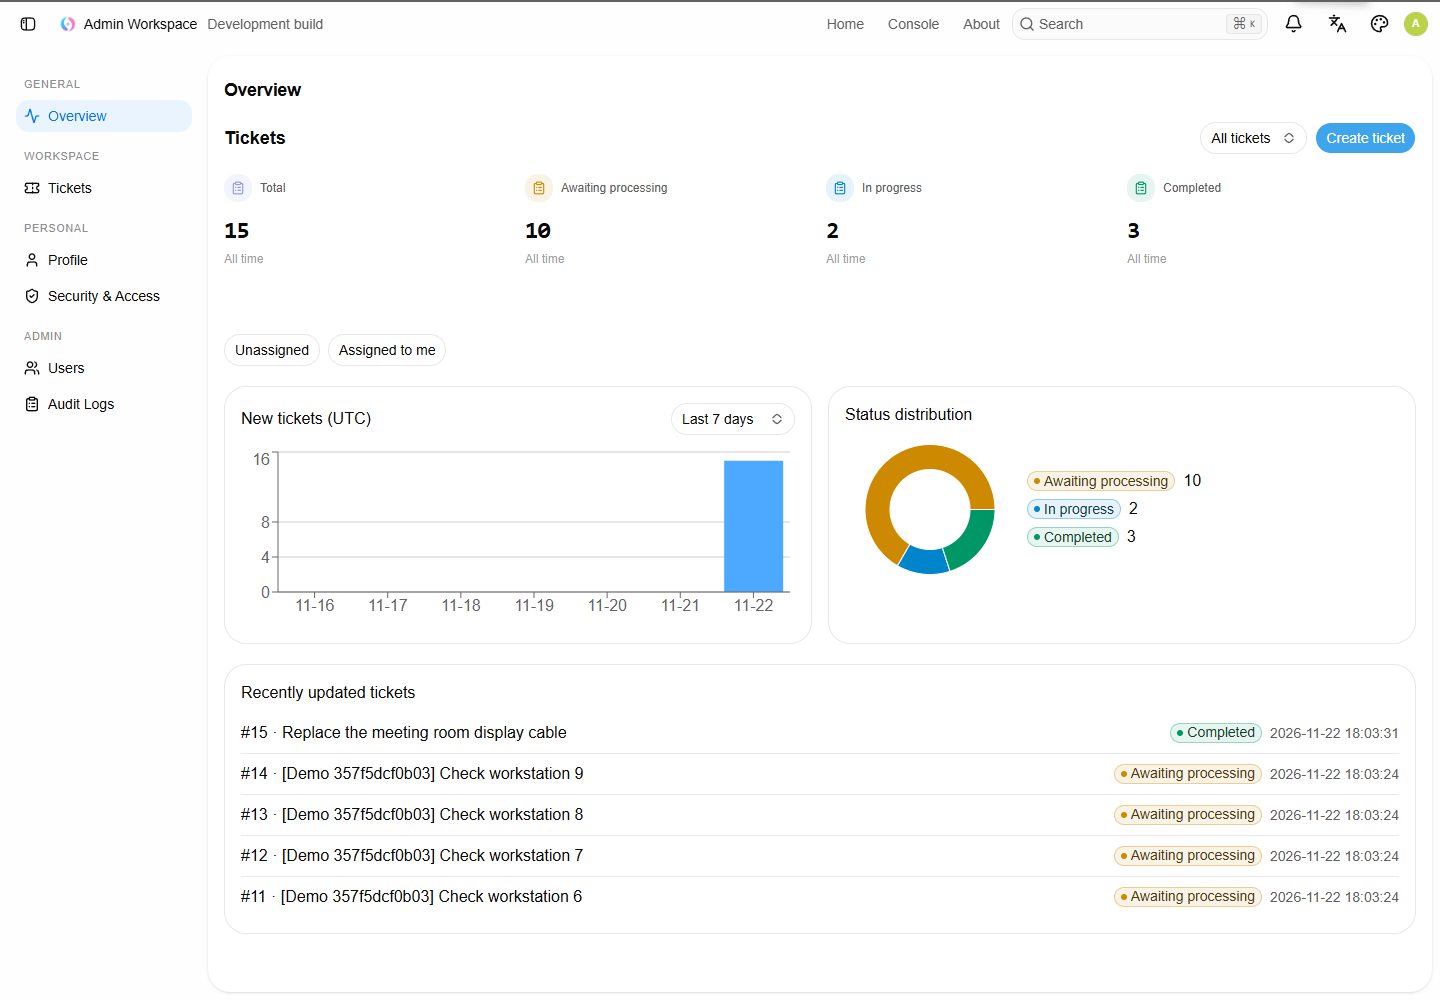 Admin Workspace Development build Home Console About Search ⌘ K A
GENERAL
Overview
WORKSPACE
Tickets
PERSONAL
Profile
Security & Access
ADMIN
Users
Audit Logs
Overview
Tickets All tickets Create ticket
Total Awaiting processing In progress Completed
15 10 2 3
All time All time All time All time
Unassigned Assigned to me
New tickets (UTC) Last 7 days
16
8
4
0
11-16 11-17 11-18 11-19 11-20 11-21 11-22
Status distribution
Awaiting processing 10
In progress 2
Completed 3
Recently updated tickets
#15 · Replace the meeting room display cable Completed 2026-11-22 18:03:31
#14 · [Demo 357f5dcf0b03] Check workstation 9 Awaiting processing 2026-11-22 18:03:24
#13 · [Demo 357f5dcf0b03] Check workstation 8 Awaiting processing 2026-11-22 18:03:24
#12 · [Demo 357f5dcf0b03] Check workstation 7 Awaiting processing 2026-11-22 18:03:24
#11 · [Demo 357f5dcf0b03] Check workstation 6 Awaiting processing 2026-11-22 18:03:24